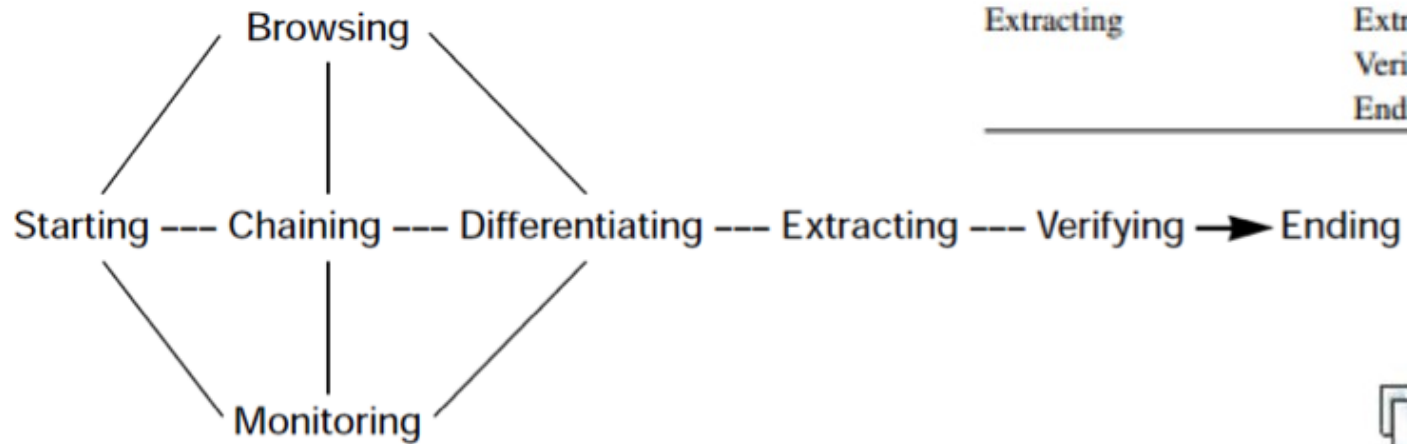 Browsing
Extracting
Starting --- Chaining --- Differentiating --- Extracting --- Verifying Ending
Monitoring